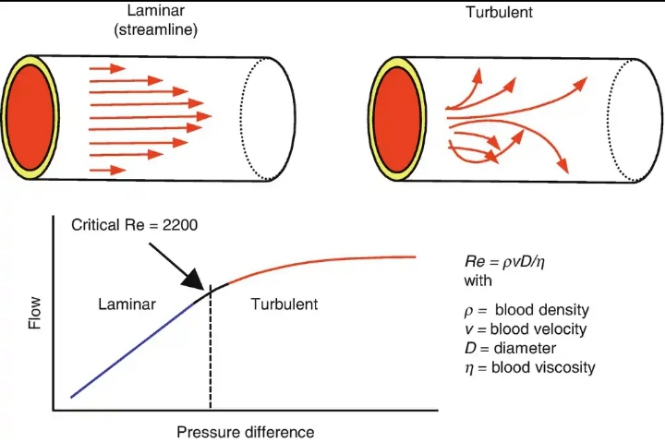 Laminar
(streamline)
Turbulent
Critical Re = 2200
Laminar
Turbulent
Flow
Pressure difference
Re = ρvD/η
with
ρ = blood density
v = blood velocity
D = diameter
η = blood viscosity